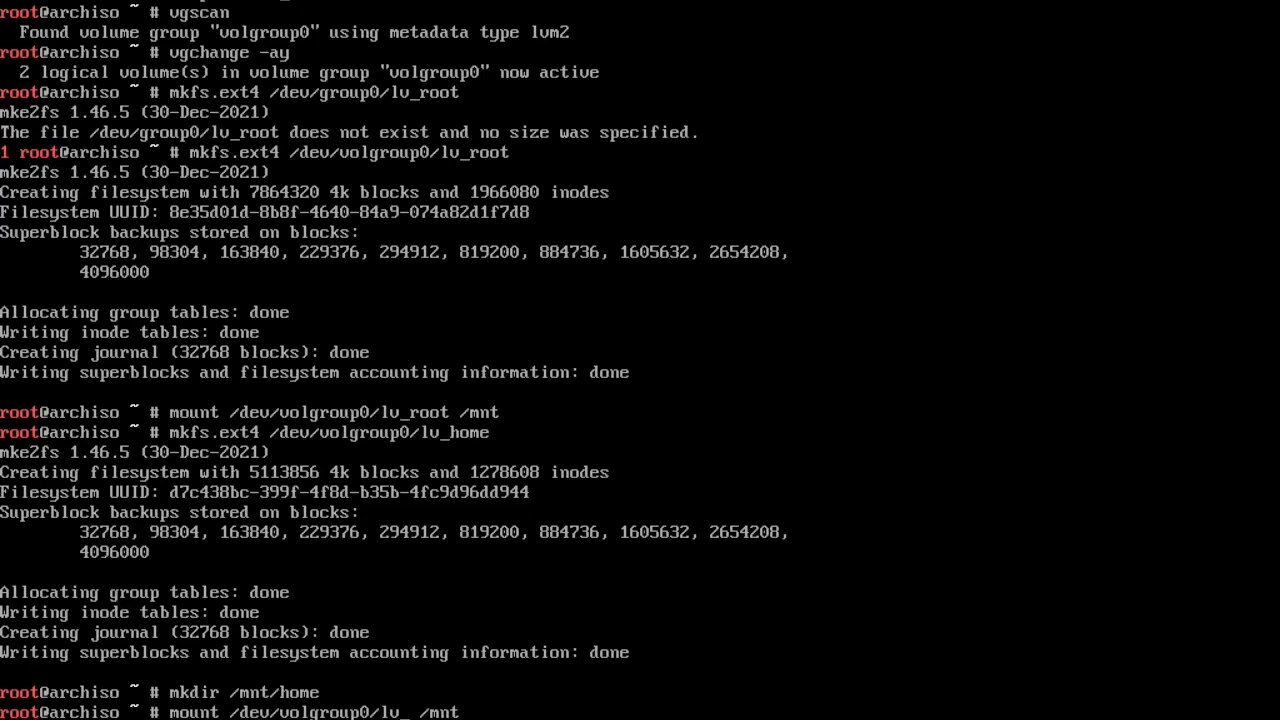 root@archiso ~ # vgscan
  Found volume group "volgroup0" using metadata type lvm2
root@archiso ~ # vgchange -ay
  2 logical volume(s) in volume group "volgroup0" now active
root@archiso ~ # mkfs.ext4 /dev/group0/lv_root
mke2fs 1.46.5 (30-Dec-2021)
The file /dev/group0/lv_root does not exist and no size was specified.
1 root@archiso ~ # mkfs.ext4 /dev/volgroup0/lv_root
mke2fs 1.46.5 (30-Dec-2021)
Creating filesystem with 7864320 4k blocks and 1966080 inodes
Filesystem UUID: 8e35d01d-8b8f-4640-84a9-074a82d1f7d8
Superblock backups stored on blocks:
        32768, 98304, 163840, 229376, 294912, 819200, 884736, 1605632, 2654208,
        4096000

Allocating group tables: done
Writing inode tables: done
Creating journal (32768 blocks): done
Writing superblocks and filesystem accounting information: done

root@archiso ~ # mount /dev/volgroup0/lv_root /mnt
root@archiso ~ # mkfs.ext4 /dev/volgroup0/lv_home
mke2fs 1.46.5 (30-Dec-2021)
Creating filesystem with 5113856 4k blocks and 1278608 inodes
Filesystem UUID: d7c438bc-399f-4f8d-b35b-4fc9d96dd944
Superblock backups stored on blocks:
        32768, 98304, 163840, 229376, 294912, 819200, 884736, 1605632, 2654208,
        4096000

Allocating group tables: done
Writing inode tables: done
Creating journal (32768 blocks): done
Writing superblocks and filesystem accounting information: done

root@archiso ~ # mkdir /mnt/home
root@archiso ~ # mount /dev/volgroup0/lv_ /mnt